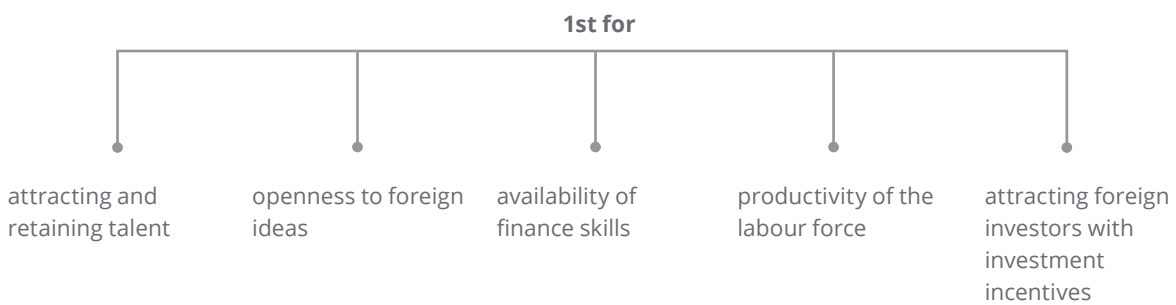 1st for
attracting and
retaining talent
openness to foreign
ideas
availability of
finance skills
productivity of the
labour force
attracting foreign
investors with
investment
incentives